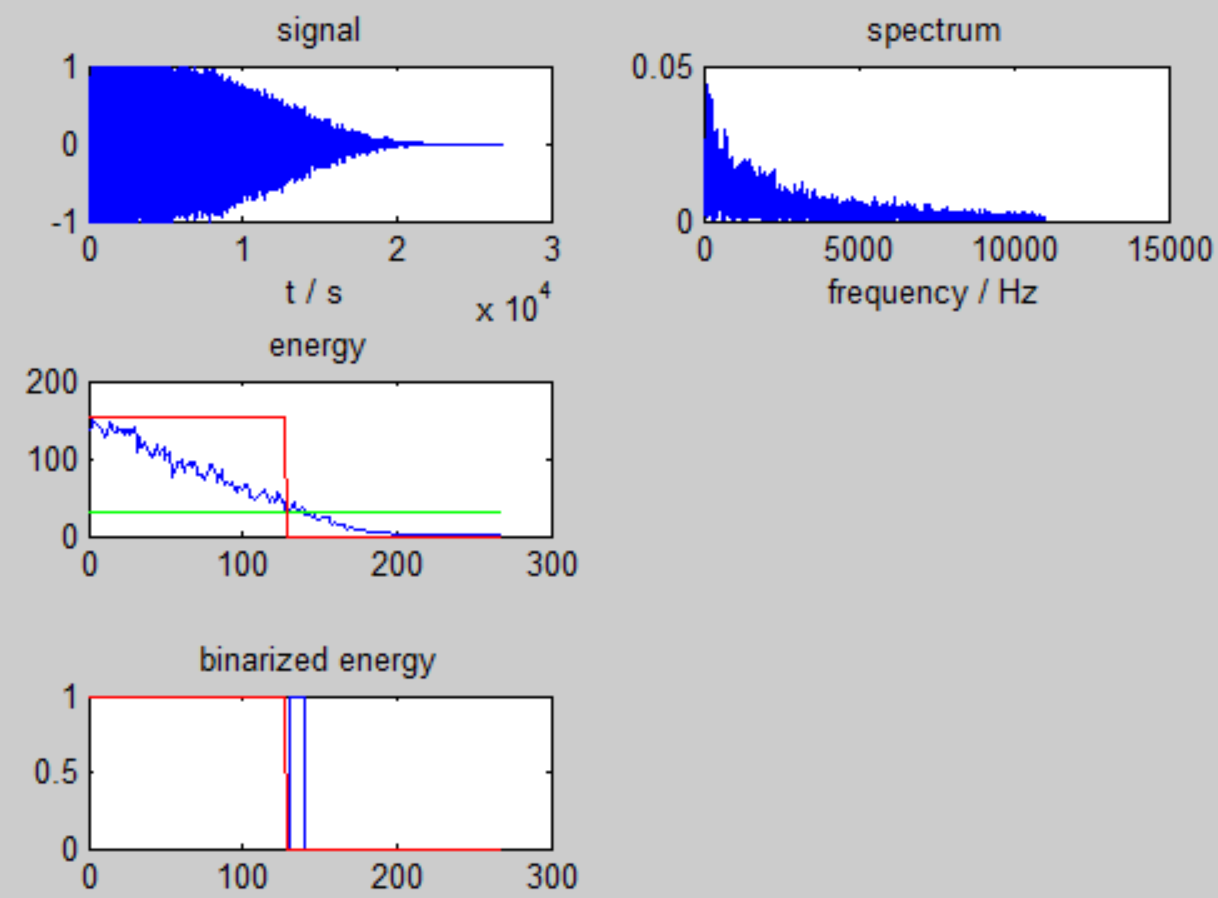 signal
1
0
-1
0 1 2 3
t / s
x 10^4
spectrum
0.05
0
0 5000 10000 15000
frequency / Hz
energy
200
100
0
0 100 200 300
binarized energy
1
0.5
0
0 100 200 300